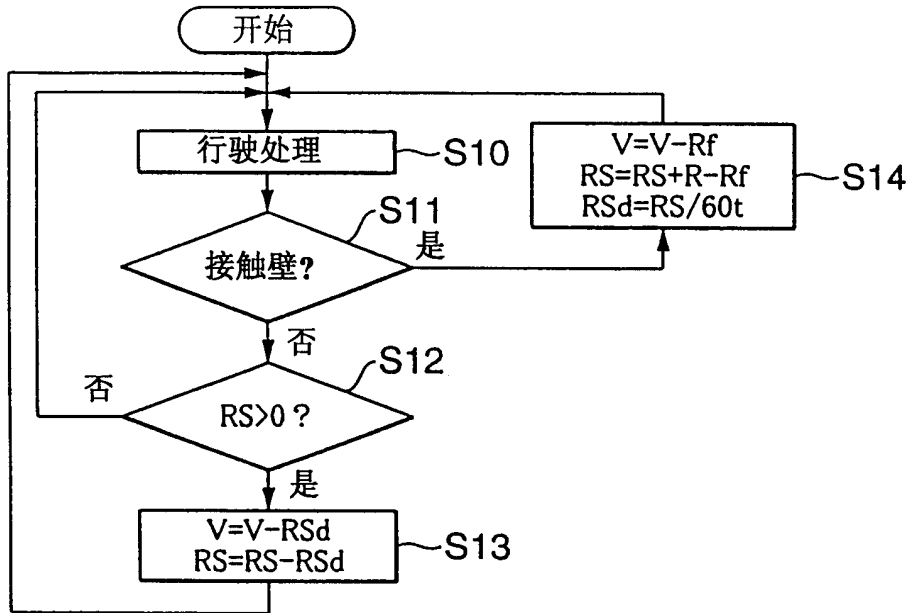 开始
行驶处理
S10
V=V-Rf
RS=RS+R-Rf
RSd=RS/60t
S14
S11
是
接触壁?
否
S12
否
RS>0?
是
V=V-RSd
RS=RS-RSd
S13